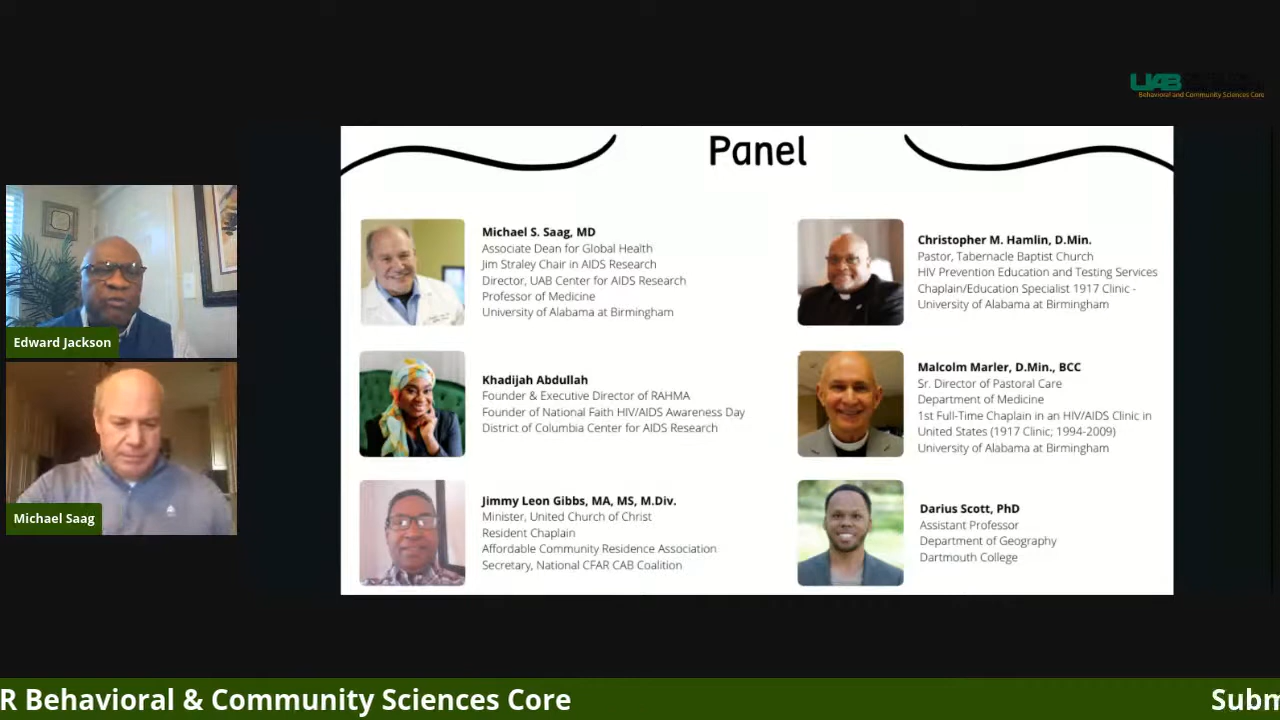 UAB
Behavioral and Community Sciences Core
Panel
Michael S. Saag, MD
Associate Dean for Global Health
Jim Straley Chair in AIDS Research
Director, UAB Center for AIDS Research
Professor of Medicine
University of Alabama at Birmingham
Christopher M. Hamlin, D.Min.
Pastor, Tabernacle Baptist Church
HIV Prevention Education and Testing Services
Chaplain/Education Specialist 1917 Clinic -
University of Alabama at Birmingham
Khadijah Abdullah
Founder & Executive Director of RAHMA
Founder of National Faith HIV/AIDS Awareness Day
District of Columbia Center for AIDS Research
Malcolm Marler, D.Min., BCC
Sr. Director of Pastoral Care
Department of Medicine
1st Full-Time Chaplain in an HIV/AIDS Clinic in
United States (1917 Clinic; 1994-2009)
University of Alabama at Birmingham
Jimmy Leon Gibbs, MA, MS, M.Div.
Minister, United Church of Christ
Resident Chaplain
Affordable Community Residence Association
Secretary, National CFAR CAB Coalition
Darius Scott, PhD
Assistant Professor
Department of Geography
Dartmouth College
Edward Jackson
Michael Saag
R Behavioral & Community Sciences Core
Subm